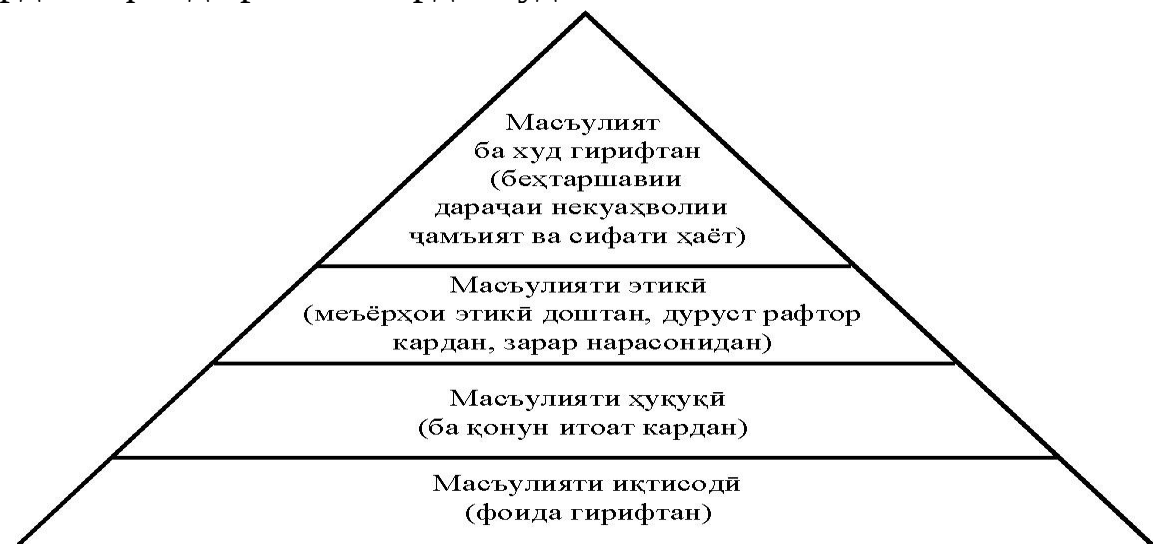 Масъулият
ба худ гирифтан
(беҳтаршавии
дараҷаи некуаҳволии
ҷамъият ва сифати ҳаёт)
Масъулияти этикӣ
(меъёрҳои этикӣ доштан, дуруст рафтор
кардан, зарар нарасонидан)
Масъулияти ҳуқуқӣ
(ба қонун итоат кардан)
Масъулияти иқтисодӣ
(фоида гирифтан)